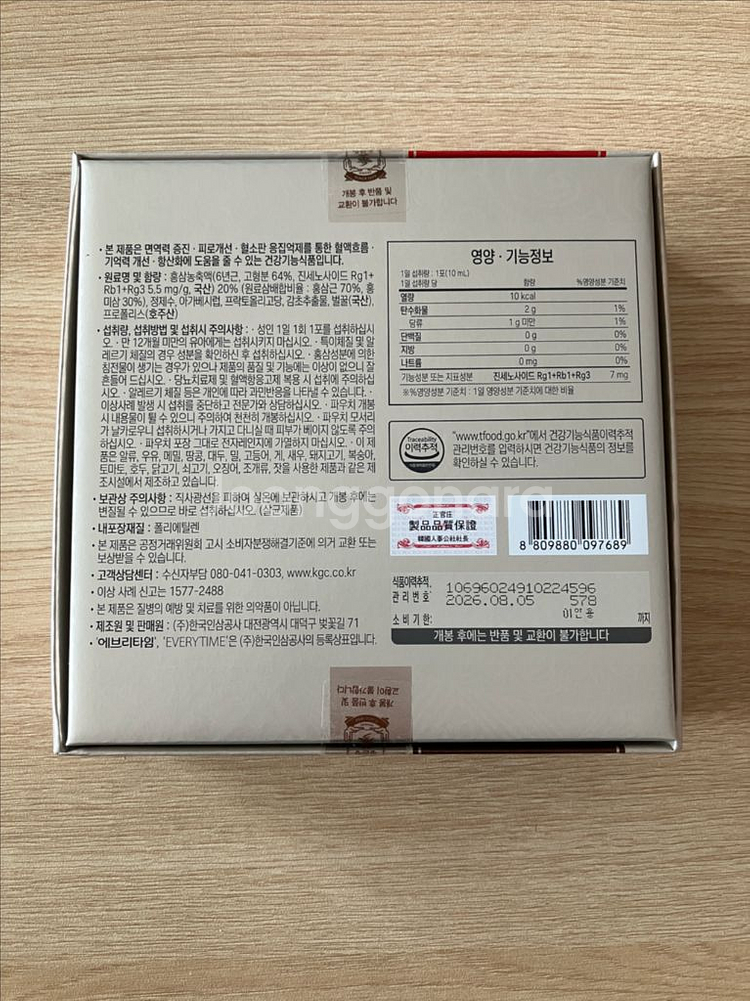 개봉 후 반품 및
교환이 불가합니다
• 본 제품은 면역력 증진 · 피로개선 · 혈소판 응집억제를 통한 혈액흐름 ·
기억력 개선 · 항산화에 도움을 줄 수 있는 건강기능식품입니다.
• 원료명 및 함량 : 홍삼농축액(6년근, 고형분 64%, 진세노사이드 Rg1+
Rb1+Rg3 5.5 mg/g, 국산) 20% (원료삼배합비율 : 홍삼근 70%, 홍
미삼 30%), 정제수, 아가베시럽, 프락토올리고당, 감초추출물, 벌꿀(국산),
프로폴리스(호주산)
• 섭취량, 섭취방법 및 섭취시 주의사항 : · 성인 1일 1회 1포를 섭취하십시
오. · 만 12개월 미만의 유아에게는 섭취시키지 마십시오. · 특이체질 및 알
레르기 체질의 경우 성분을 확인하신 후 섭취하십시오. · 홍삼성분에 의한
침전물이 생기는 경우가 있으나 제품의 품질 및 기능에는 이상이 없으니 잘
흔들어 드십시오. · 당뇨치료제 및 혈액항응고제 복용 시 섭취에 주의하십
시오. · 알레르기 체질 등은 개인에 따라 과민반응을 나타낼 수 있습니다. ·
이상사례 발생 시 섭취를 중단하고 전문가와 상담하십시오. · 파우치 개봉
시 내용물이 튈 수 있으니 주의하여 천천히 개봉하십시오. · 파우치 모서리
가 날카로우니 섭취하시거나 가지고 다니실 때 피부가 베이지 않도록 주의
하십시오. · 파우치 포장 그대로 전자레인지에 가열하지 마십시오. · 이 제
품은 알류, 우유, 메밀, 땅콩, 대두, 밀, 고등어, 게, 새우, 돼지고기, 복숭아,
토마토, 호두, 닭고기, 쇠고기, 오징어, 조개류, 잣을 사용한 제품과 같은 제
조시설에서 제조하고 있습니다.
• 보관상 주의사항 : 직사광선을 피하여 실온에 보관하시고 개봉 후에는
변질될 수 있으므로 바로 섭취하십시오. (살균제품)
• 내포장재질 : 폴리에틸렌
• 본 제품은 공정거래위원회 고시 소비자분쟁해결기준에 의거 교환 또는
보상받을 수 있습니다.
• 고객상담센터 : 수신자부담 080-041-0303, www.kgc.co.kr
• 이상 사례 신고는 1577-2488
• 본 제품은 질병의 예방 및 치료를 위한 의약품이 아닙니다.
• 제조원 및 판매원 : (주)한국인삼공사 대전광역시 대덕구 벚꽃길 71
• '에브리타임', 'EVERYTIME'은 (주)한국인삼공사의 등록상표입니다.
영양 · 기능정보
1일 섭취량 : 1포(10 mL)
1일 섭취량 당 함량 %영양성분 기준치
열량 10 kcal
탄수화물 2 g 1%
당류 1 g 미만 1%
단백질 0 g 0%
지방 0 g 0%
나트륨 0 mg 0%
기능성분 또는 지표성분 진세노사이드 Rg1+Rb1+Rg3 7 mg
※%영양성분 기준치 : 1일 영양성분 기준치에 대한 비율
Traceability
이력추적
"www.tfood.go.kr"에서 건강기능식품이력추적
관리번호를 입력하시면 건강기능식품의 정보를
확인하실 수 있습니다.
正官庄
製品品質保證
韓國人蔘公社社長
8 809880 097689
식품이력추적
관리번호 10696024910224596
2026.08.05 578
소비기한: 까지
개봉 후에는 반품 및 교환이 불가합니다
개봉 후 반품 및
교환이 불가합니다